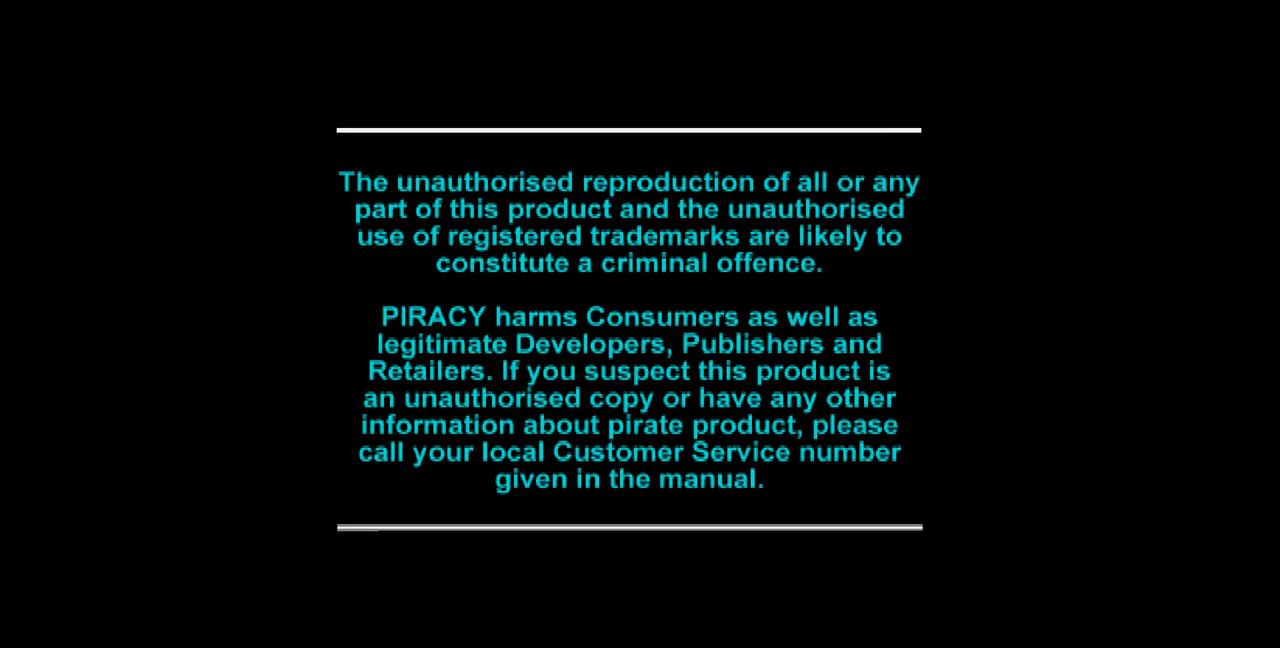 The unauthorised reproduction of all or any
part of this product and the unauthorised
use of registered trademarks are likely to
constitute a criminal offence.
PIRACY harms Consumers as well as
legitimate Developers, Publishers and
Retailers. If you suspect this product is
an unauthorised copy or have any other
information about pirate product, please
call your local Customer Service number
given in the manual.